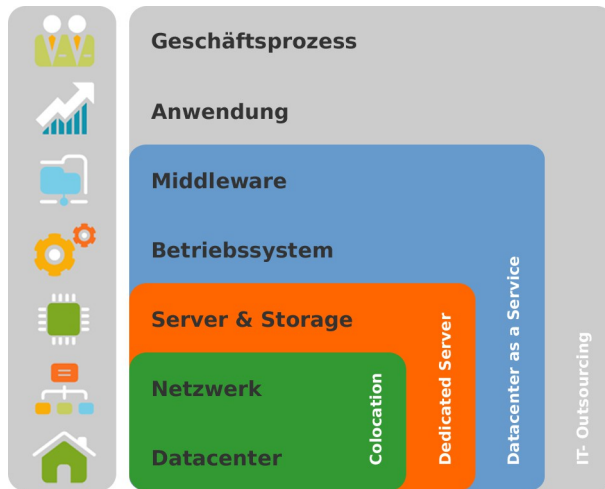 Geschäftsprozess
Anwendung
Middleware
Betriebssystem
Server & Storage
Netzwerk
Datacenter
Colocation
Dedicated Server
Datacenter as a Service
IT- Outsourcing